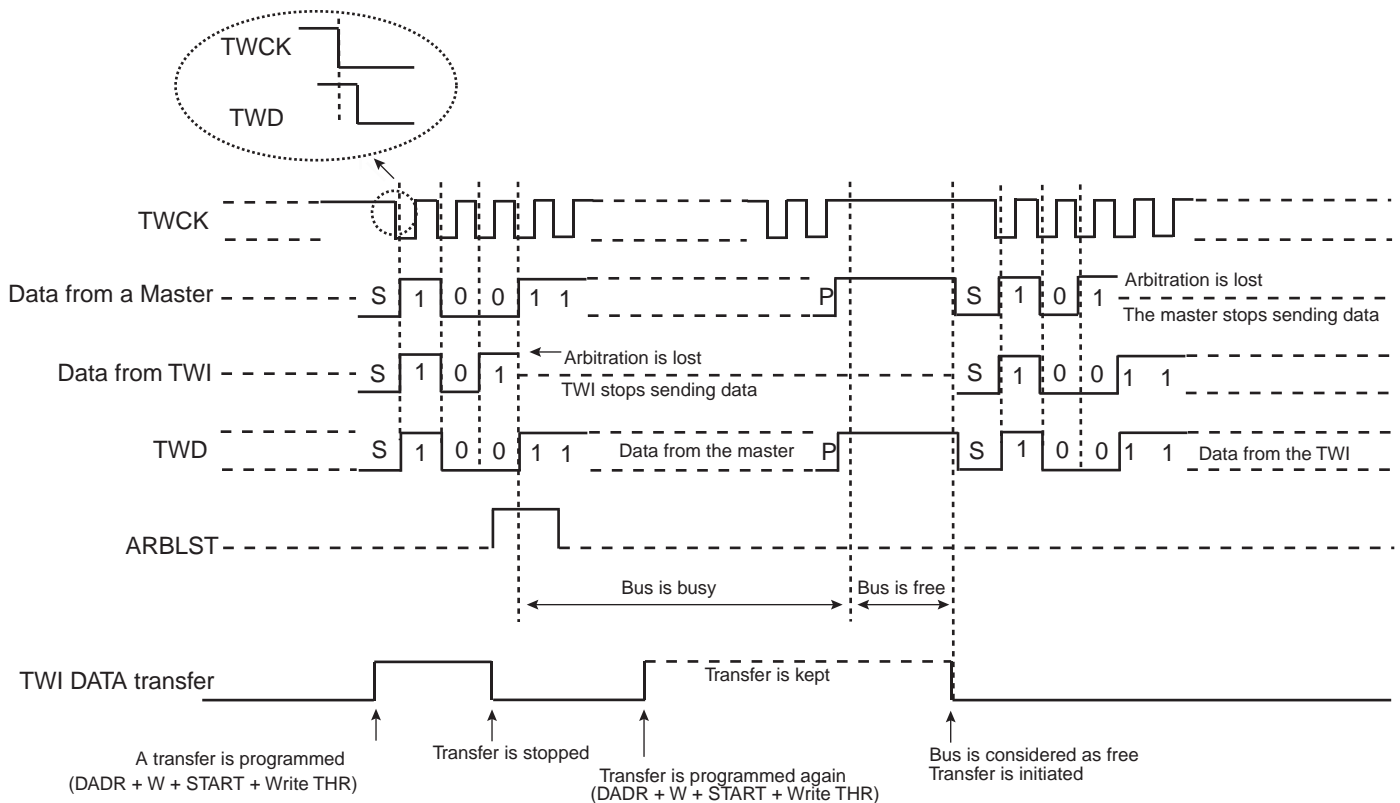 TWCK
TWD
TWCK
Data from a Master S 1 0 0 1 1 P S 1 0 1 Arbitration is lost
The master stops sending data
Data from TWI S 1 0 1 Arbitration is lost S 1 0 0 1 1
TWI stops sending data
TWD S 1 0 0 1 1 Data from the master P S 1 0 0 1 1 Data from the TWI
ARBLST
Bus is busy Bus is free
TWI DATA transfer Transfer is kept
A transfer is programmed
(DADR + W + START + Write THR)
Transfer is stopped
Transfer is programmed again
(DADR + W + START + Write THR)
Bus is considered as free
Transfer is initiated